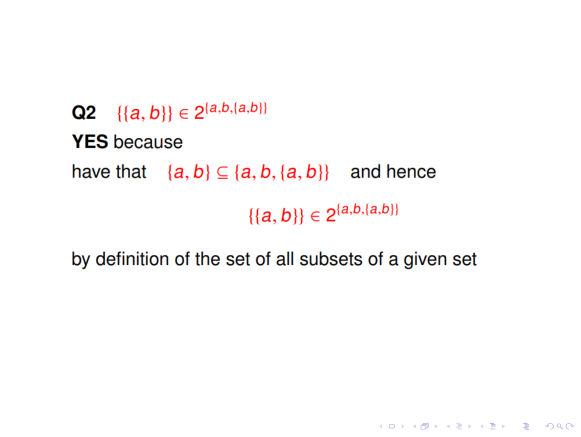 Q2 {{a, b}} ∈ 2^{a,b,{a,b}}
YES because
have that {a, b} ⊆ {a, b, {a, b}} and hence
{{a, b}} ∈ 2^{a,b,{a,b}}
by definition of the set of all subsets of a given set